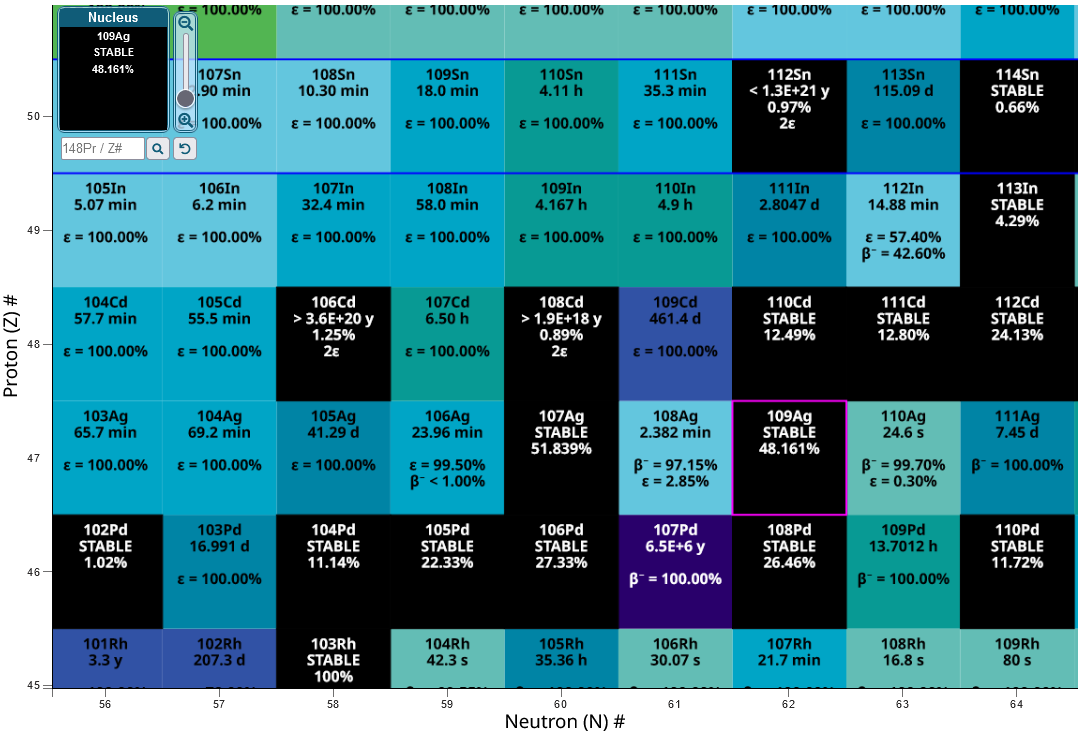 ε = 100.00% ε = 100.00% ε = 100.00% ε = 100.00% ε = 100.00% ε = 100.00% ε = 100.00% ε = 100.00%
Nucleus
109Ag
STABLE
48.161%
148Pr / Z#
107Sn 108Sn 109Sn 110Sn 111Sn 112Sn 113Sn 114Sn
.90 min 10.30 min 18.0 min 4.11 h 35.3 min < 1.3E+21 y 115.09 d STABLE
0.97% 0.66%
100.00% ε = 100.00% ε = 100.00% ε = 100.00% ε = 100.00% 2ε ε = 100.00%
50
105In 106In 107In 108In 109In 110In 111In 112In 113In
5.07 min 6.2 min 32.4 min 58.0 min 4.167 h 4.9 h 2.8047 d 14.88 min STABLE
4.29%
ε = 100.00% ε = 100.00% ε = 100.00% ε = 100.00% ε = 100.00% ε = 100.00% ε = 100.00% ε = 57.40%
β⁻ = 42.60%
49
104Cd 105Cd 106Cd 107Cd 108Cd 109Cd 110Cd 111Cd 112Cd
57.7 min 55.5 min > 3.6E+20 y 6.50 h > 1.9E+18 y 461.4 d STABLE STABLE STABLE
1.25% 0.89% 12.49% 12.80% 24.13%
ε = 100.00% ε = 100.00% 2ε ε = 100.00% 2ε ε = 100.00%
48
103Ag 104Ag 105Ag 106Ag 107Ag 108Ag 109Ag 110Ag 111Ag
65.7 min 69.2 min 41.29 d 23.96 min STABLE 2.382 min STABLE 24.6 s 7.45 d
51.839% 48.161%
ε = 100.00% ε = 100.00% ε = 100.00% ε = 99.50% β⁻ = 97.15% β⁻ = 99.70% β⁻ = 100.00%
β⁻ < 1.00% ε = 2.85% ε = 0.30%
47
102Pd 103Pd 104Pd 105Pd 106Pd 107Pd 108Pd 109Pd 110Pd
STABLE 16.991 d STABLE STABLE STABLE 6.5E+6 y STABLE 13.7012 h STABLE
1.02% 11.14% 22.33% 27.33% 26.46% 11.72%
ε = 100.00% β⁻ = 100.00% β⁻ = 100.00%
46
101Rh 102Rh 103Rh 104Rh 105Rh 106Rh 107Rh 108Rh 109Rh
3.3 y 207.3 d STABLE 42.3 s 35.36 h 30.07 s 21.7 min 16.8 s 80 s
100%
45
56 57 58 59 60 61 62 63 64
Neutron (N) #
Proton (Z) #